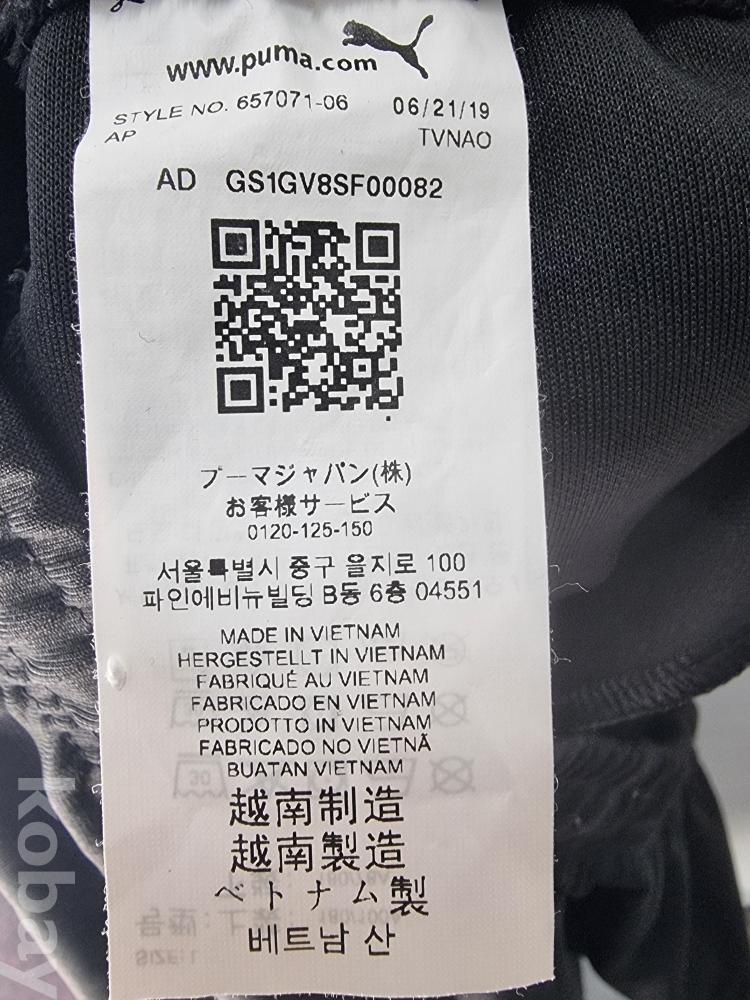 www.puma.com
STYLE NO. 657071-06 06/21/19
AP TVNAO
AD GS1GV8SF00082
プーマジャパン(株)
お客様サービス
0120-125-150
서울특별시 중구 을지로 100
파인에비뉴빌딩 B동 6층 04551
MADE IN VIETNAM
HERGESTELLT IN VIETNAM
FABRIQUÉ AU VIETNAM
FABRICADO EN VIETNAM
PRODOTTO IN VIETNAM
FABRICADO NO VIETNÃ
BUATAN VIETNAM
越南制造
越南製造
ベトナム製
베트남 산
kobay